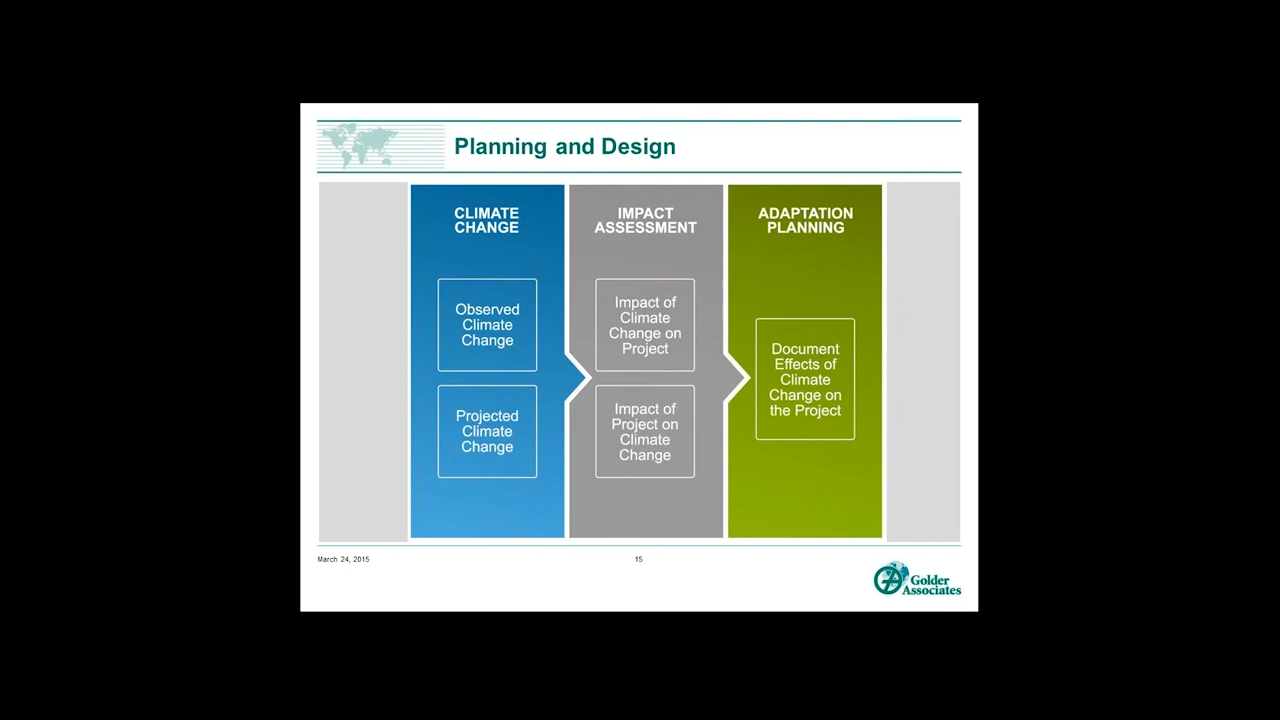 Planning and Design
CLIMATE
CHANGE
Observed
Climate
Change
Projected
Climate
Change
IMPACT
ASSESSMENT
Impact of
Climate
Change on
Project
Impact of
Project on
Climate
Change
ADAPTATION
PLANNING
Document
Effects of
Climate
Change on
the Project
March 24, 2015
15
Golder
Associates